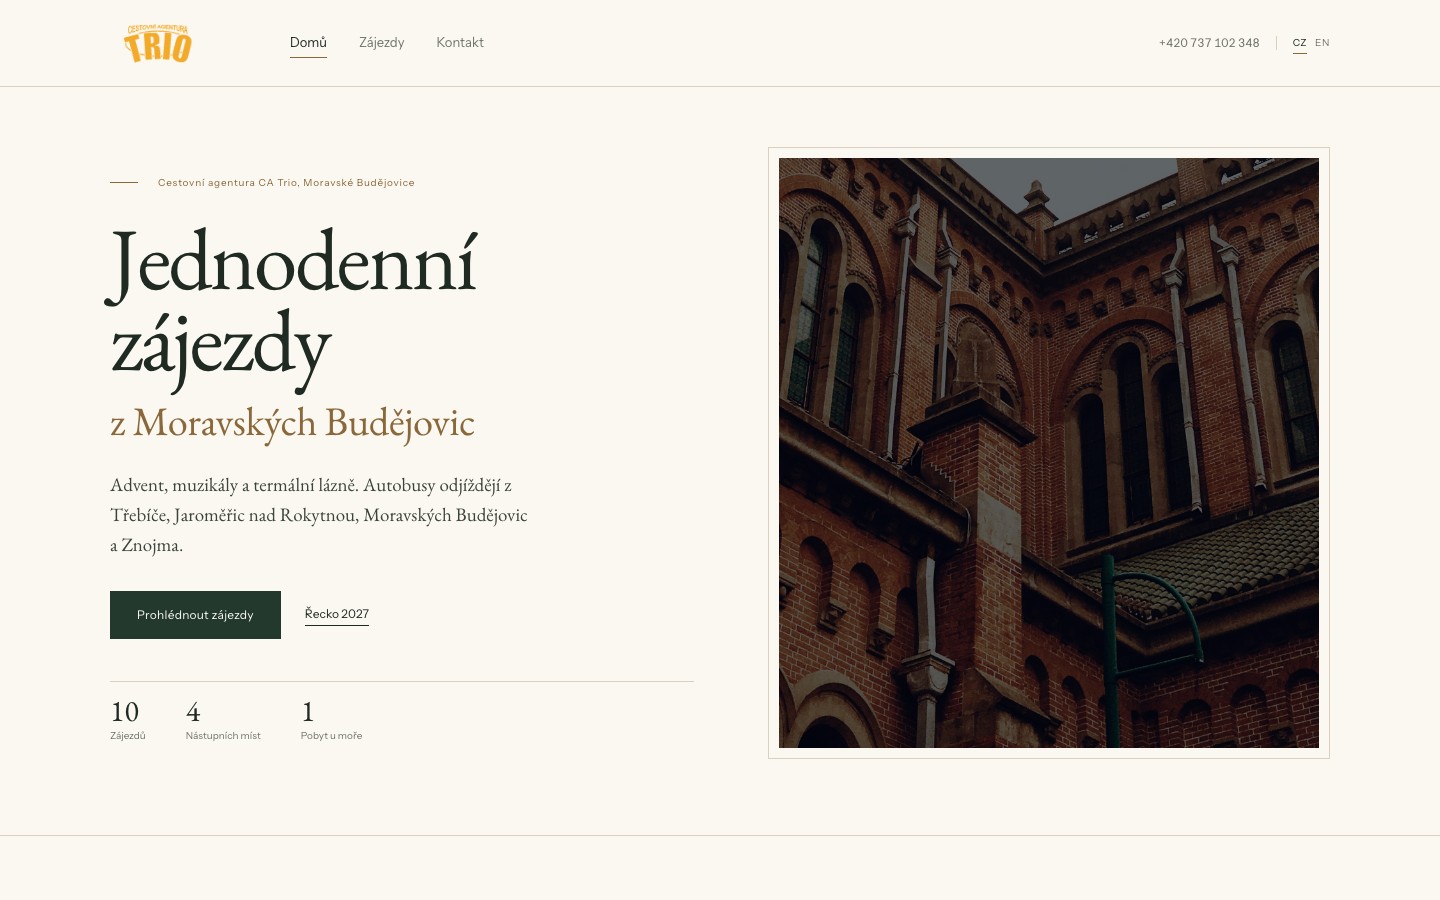 CESTOVNÍ AGENTURA
TRIO
Domů
Zájezdy
Kontakt
+420 737 102 348
CZ
EN
Cestovní agentura CA Trio, Moravské Budějovice
Jednodenní
zájezdy
z Moravských Budějovic
Advent, muzikály a termální lázně. Autobusy odjíždějí z
Třebíče, Jaroměřic nad Rokytnou, Moravských Budějovic
a Znojma.
Prohlédnout zájezdy
Řecko 2027
10
Zájezdů
4
Nástupních míst
1
Pobyt u moře